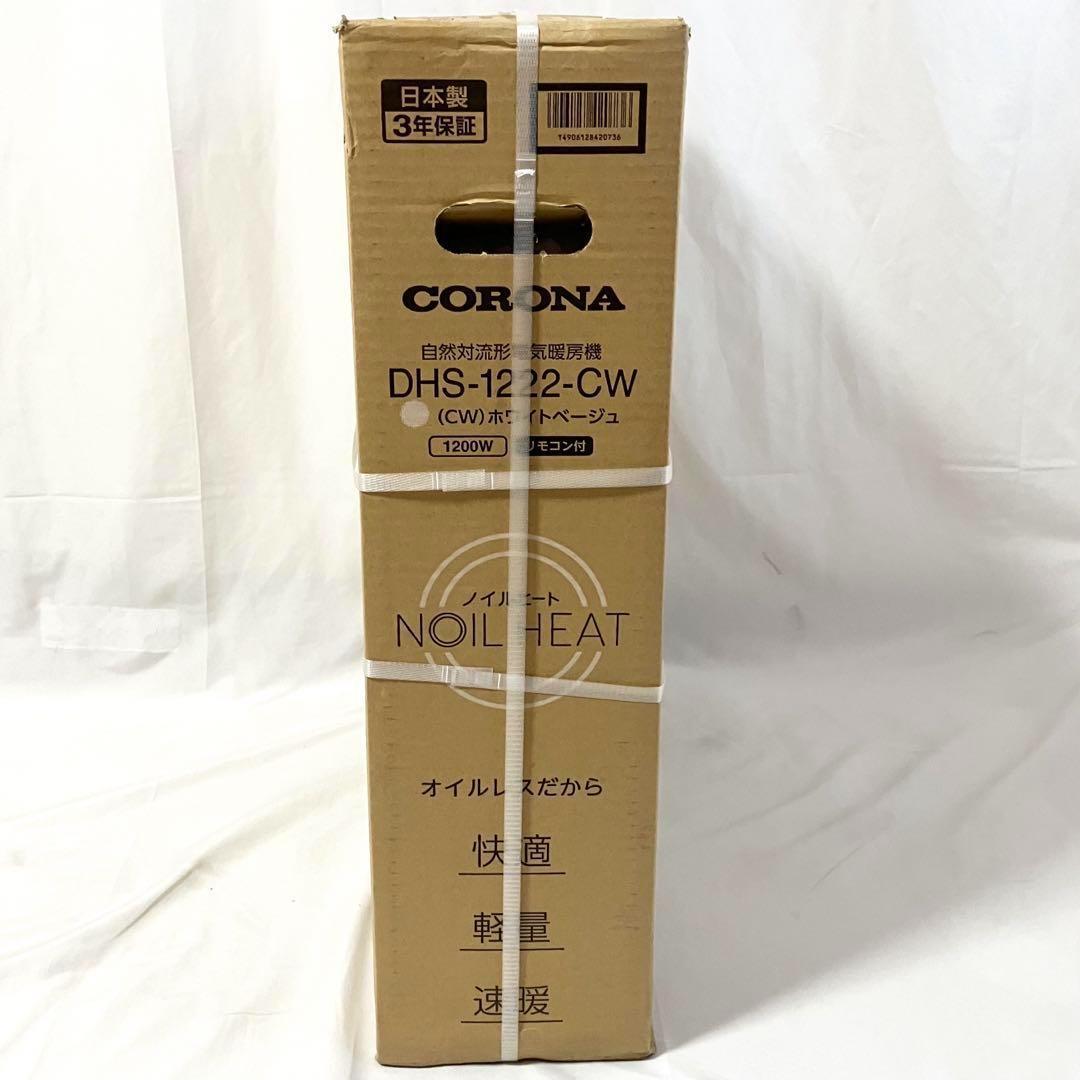 日本製
3年保証
T4906128420736
CORONA
自然対流形電気暖房機
DHS-1222-CW
(CW)ホワイトベージュ
1200W リモコン付
ノイルヒート
NOIL HEAT
オイルレスだから
快適
軽量
速暖